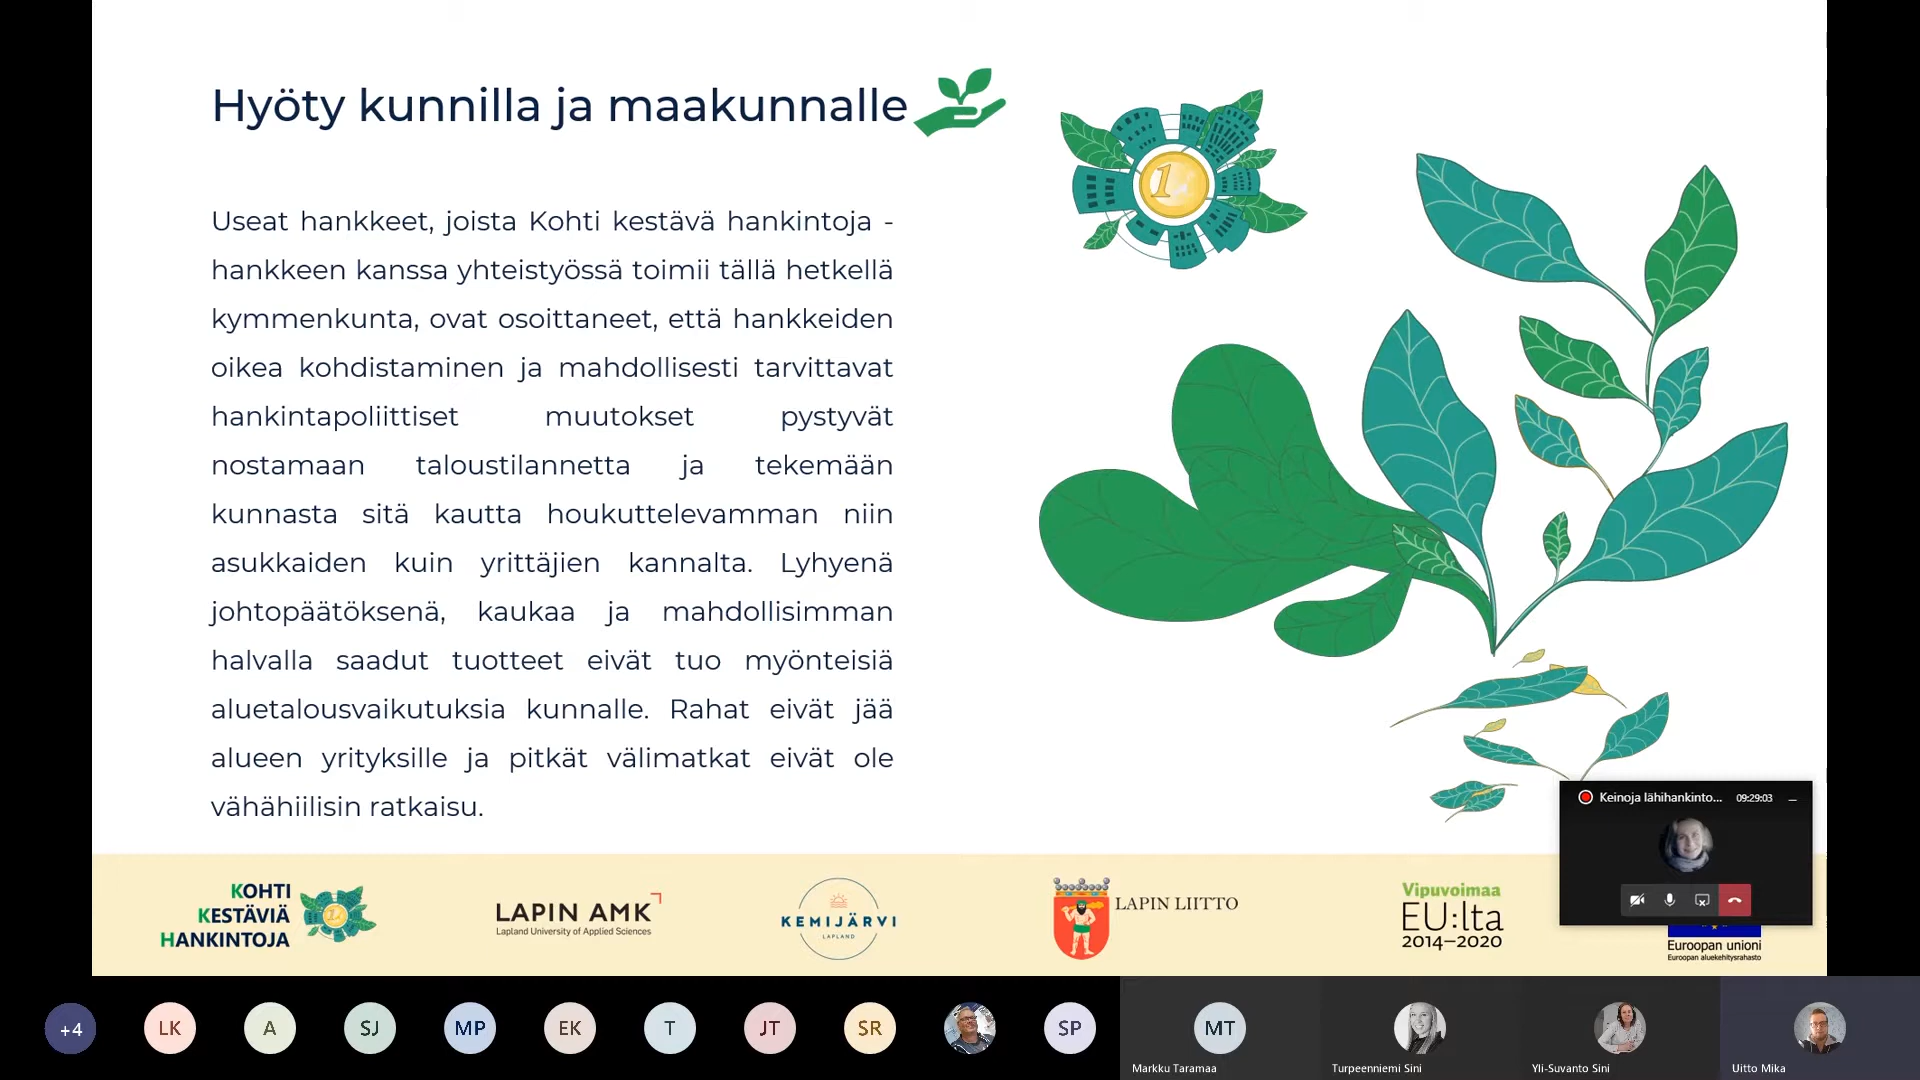 Hyöty kunnilla ja maakunnalle
Useat hankkeet, joista Kohti kestävä hankintoja -
hankkeen kanssa yhteistyössä toimii tällä hetkellä
kymmenkunta, ovat osoittaneet, että hankkeiden
oikea kohdistaminen ja mahdollisesti tarvittavat
hankintapoliittiset muutokset pystyvät
nostamaan taloustilannetta ja tekemään
kunnasta sitä kautta houkuttelevamman niin
asukkaiden kuin yrittäjien kannalta. Lyhyenä
johtopäätöksenä, kaukaa ja mahdollisimman
halvalla saadut tuotteet eivät tuo myönteisiä
aluetalousvaikutuksia kunnalle. Rahat eivät jää
alueen yrityksille ja pitkät välimatkat eivät ole
vähähiilisin ratkaisu.
1
Keinoja lähihankinto... 09:29:03
KOHTI
KESTÄVIÄ
HANKINTOJA
LAPIN AMK
Lapland University of Applied Sciences
KEMIJÄRVI
LAPLAND
LAPIN LIITTO
Vipuvoimaa
EU:lta
2014–2020
Euroopan unioni
Euroopan aluekehitysrahasto
+4 LK A SJ MP EK T JT SR SP MT
Markku Taramaa Turpeenniemi Sini Yli-Suvanto Sini Uitto Mika